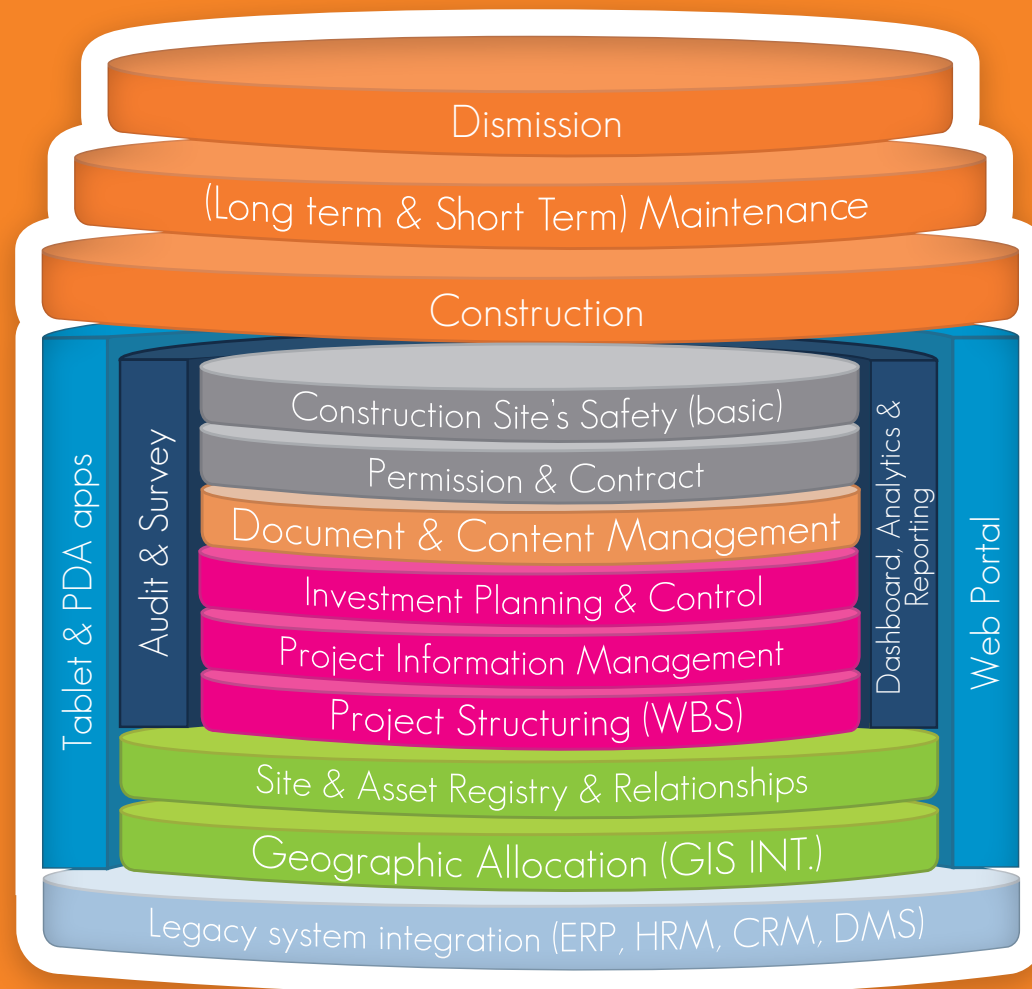 Dismission
(Long term & Short Term) Maintenance
Construction
Construction Site's Safety (basic)
Permission & Contract
Document & Content Management
Investment Planning & Control
Project Information Management
Project Structuring (WBS)
Tablet & PDA apps
Audit & Survey
Dashboard, Analytics &
Reporting
Web Portal
Site & Asset Registry & Relationships
Geographic Allocation (GIS INT.)
Legacy system integration (ERP, HRM, CRM, DMS)